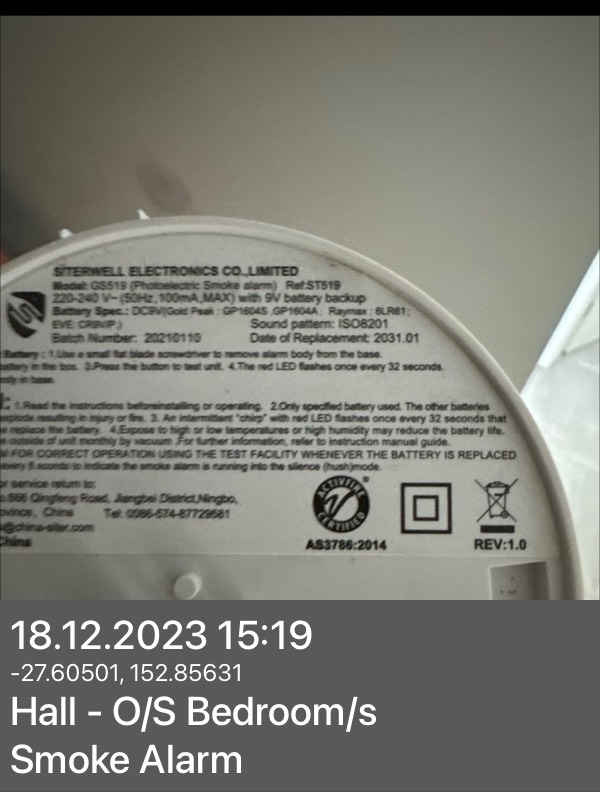 SITERWELL ELECTRONICS CO.,LIMITED
Model: GS519 (Photoelectric Smoke alarm) Ref:ST519
220-240 V~ (50Hz, 100mA,MAX) with 9V battery backup
Battery Spec.: DC9V(Gold Peak : GP1604S ,GP1604A , Raymax : 6LR61;
EVE: CR9V/P.) Sound pattern: ISO8201
Batch Number: 20210110 Date of Replacement: 2031.01
Battery : 1.Use a small flat blade screwdriver to remove alarm body from the base.
battery in the box. 3.Press the button to test unit. 4.The red LED flashes once every 32 seconds.
body in base.
1.Read the instructions beforeinstalling or operating. 2.Only specified battery used. The other batteries
explode resulting in injury or fire. 3. An intermittent "chirp" with red LED flashes once every 32 seconds that
replace the battery. 4.Expose to high or low temperatures or high humidity may reduce the battery life.
outside of unit monthly by vacuum .For further information, refer to instruction manual guide.
FOR CORRECT OPERATION USING THE TEST FACILITY WHENEVER THE BATTERY IS REPLACED
every 8 seconds to indicate the smoke alarm is running into the silence (hush)mode.
or service return to:
o.666 Qingfeng Road, Jiangbei District,Ningbo,
ovince, China Tel: 0086-574-87729581
@china-siter.com
China
ACTIVFIRE
CERTIFIED
®
AS3786:2014
REV:1.0
18.12.2023 15:19
-27.60501, 152.85631
Hall - O/S Bedroom/s
Smoke Alarm